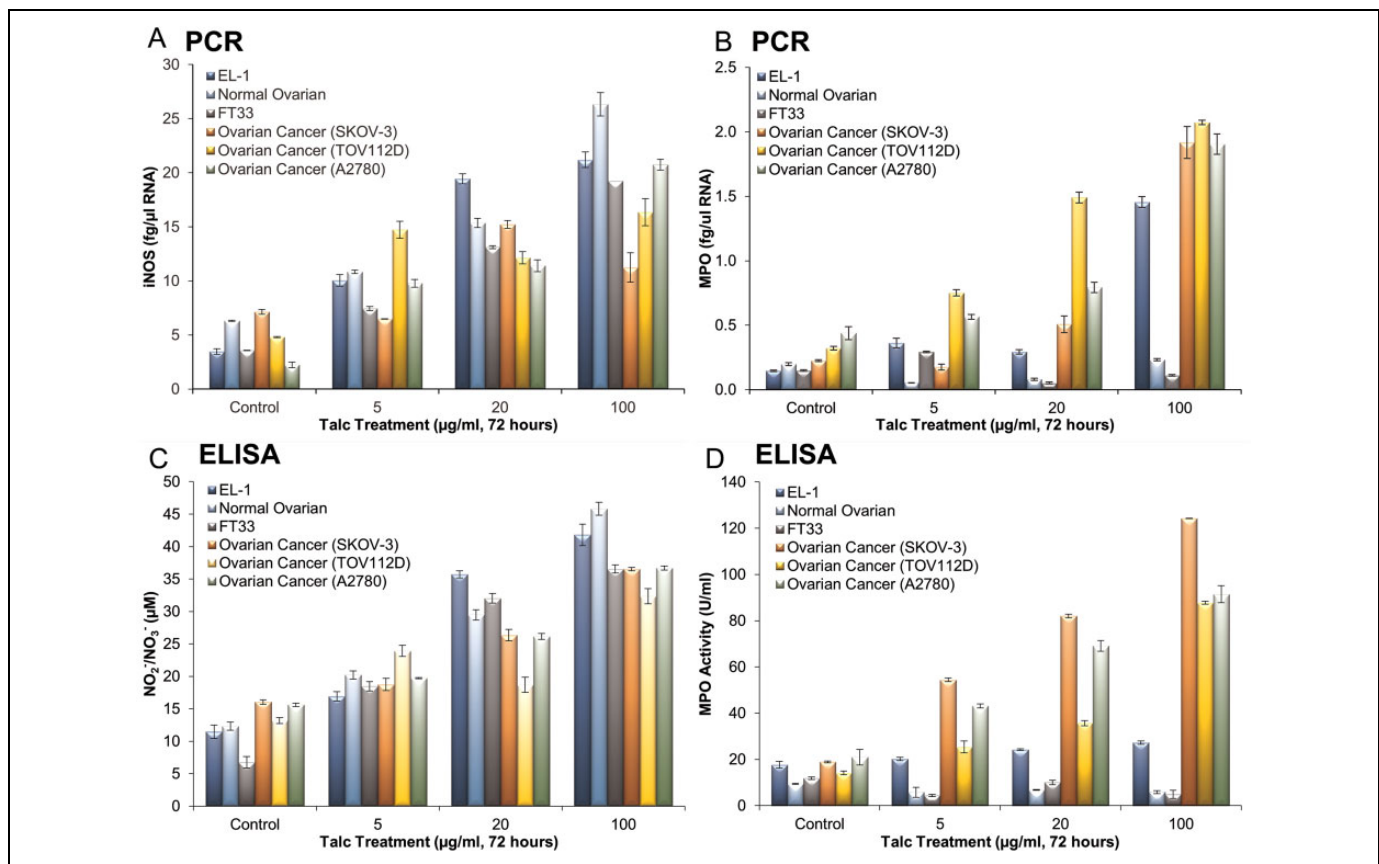 A PCR
30
25
20
15
10
5
0
iNOS (fg/µl RNA)
EL-1
Normal Ovarian
FT33
Ovarian Cancer (SKOV-3)
Ovarian Cancer (TOV112D)
Ovarian Cancer (A2780)
Control 5 20 100
Talc Treatment (µg/ml, 72 hours)
B PCR
2.5
2.0
1.5
1.0
0.5
0.0
MPO (fg/ul RNA)
EL-1
Normal Ovarian
FT33
Ovarian Cancer (SKOV-3)
Ovarian Cancer (TOV112D)
Ovarian Cancer (A2780)
Control 5 20 100
Talc Treatment (µg/ml, 72 hours)
C ELISA
50
45
40
35
30
25
20
15
10
5
0
NO₂⁻/NO₃⁻ (µM)
EL-1
Normal Ovarian
FT33
Ovarian Cancer (SKOV-3)
Ovarian Cancer (TOV112D)
Ovarian Cancer (A2780)
Control 5 20 100
Talc Treatment (µg/ml, 72 hours)
D ELISA
140
120
100
80
60
40
20
0
MPO Activity (U/ml)
EL-1
Normal Ovarian
FT33
Ovarian Cancer (SKOV-3)
Ovarian Cancer (TOV112D)
Ovarian Cancer (A2780)
Control 5 20 100
Talc Treatment (µg/ml, 72 hours)